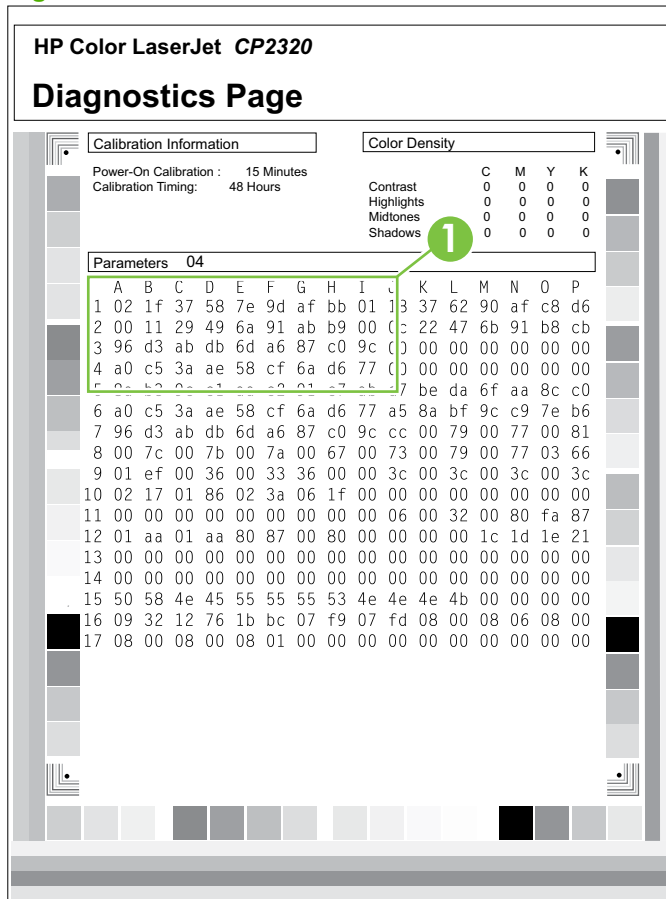 HP Color LaserJet CP2320
Diagnostics Page
Calibration Information
Power-On Calibration : 15 Minutes
Calibration Timing: 48 Hours
Color Density
C M Y K
Contrast 0 0 0 0
Highlights 0 0 0 0
Midtones 0 0 0 0
Shadows 0 0 0 0
1
Parameters 04
A B C D E F G H I J K L M N O P
1 02 1f 37 58 7e 9d af bb 01 37 62 90 af c8 d6
2 00 11 29 49 6a 91 ab b9 00 0c 22 47 6b 91 b8 cb
3 96 d3 ab db 6d a6 87 c0 9c 00 00 00 00 00 00 00
4 a0 c5 3a ae 58 cf 6a d6 77 00 00 00 00 00 00 00
5 be da 6f aa 8c c0
6 a0 c5 3a ae 58 cf 6a d6 77 a5 8a bf 9c c9 7e b6
7 96 d3 ab db 6d a6 87 c0 9c cc 00 79 00 77 00 81
8 00 7c 00 7b 00 7a 00 67 00 73 00 79 00 77 03 66
9 01 ef 00 36 00 33 36 00 00 3c 00 3c 00 3c 00 3c
10 02 17 01 86 02 3a 06 1f 00 00 00 00 00 00 00 00
11 00 00 00 00 00 00 00 00 00 06 00 32 00 80 fa 87
12 01 aa 01 aa 80 87 00 80 00 00 00 00 1c 1d 1e 21
13 00 00 00 00 00 00 00 00 00 00 00 00 00 00 00 00
14 00 00 00 00 00 00 00 00 00 00 00 00 00 00 00 00
15 50 58 4e 45 55 55 55 53 4e 4e 4e 4b 00 00 00 00
16 09 32 12 76 1b bc 07 f9 07 fd 08 00 08 06 08 00
17 08 00 08 00 08 01 00 00 00 00 00 00 00 00 00 00